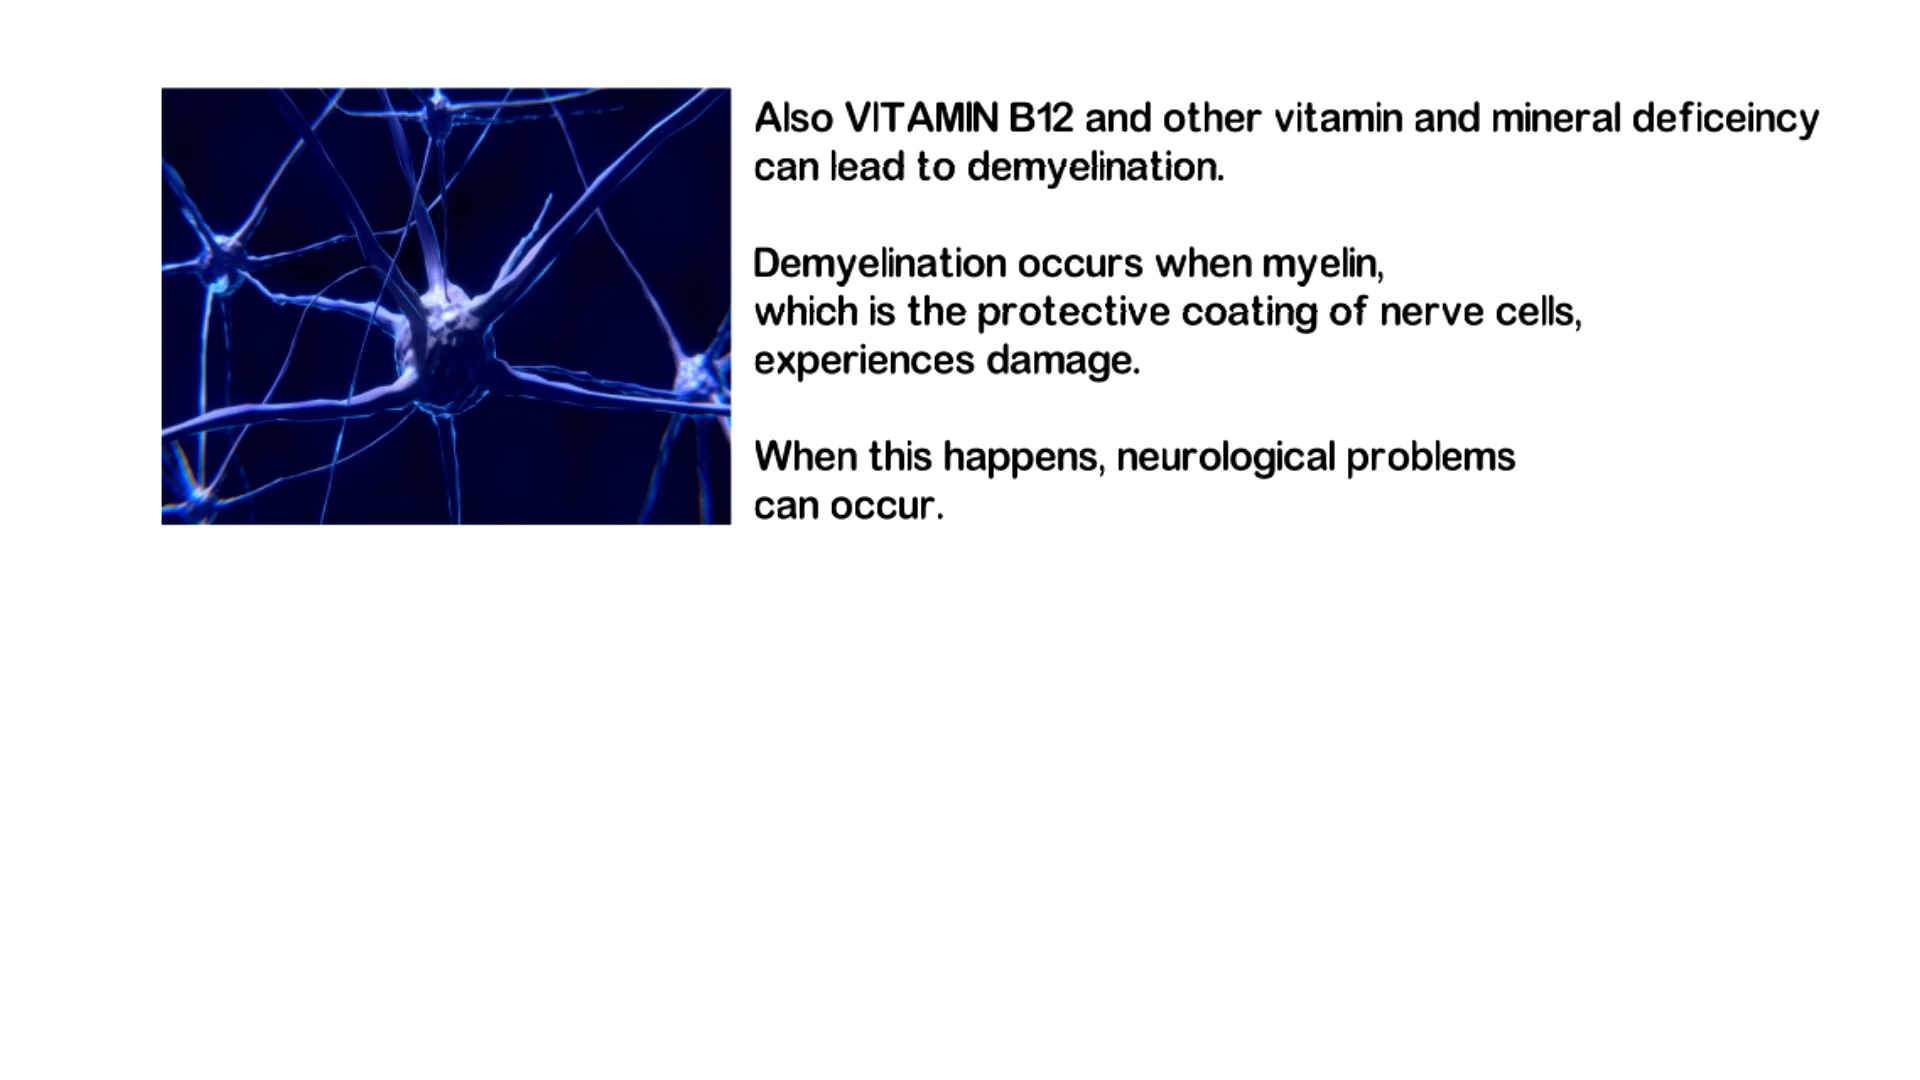 Also VITAMIN B12 and other vitamin and mineral deficeincy
can lead to demyelination.
Demyelination occurs when myelin,
which is the protective coating of nerve cells,
experiences damage.
When this happens, neurological problems
can occur.